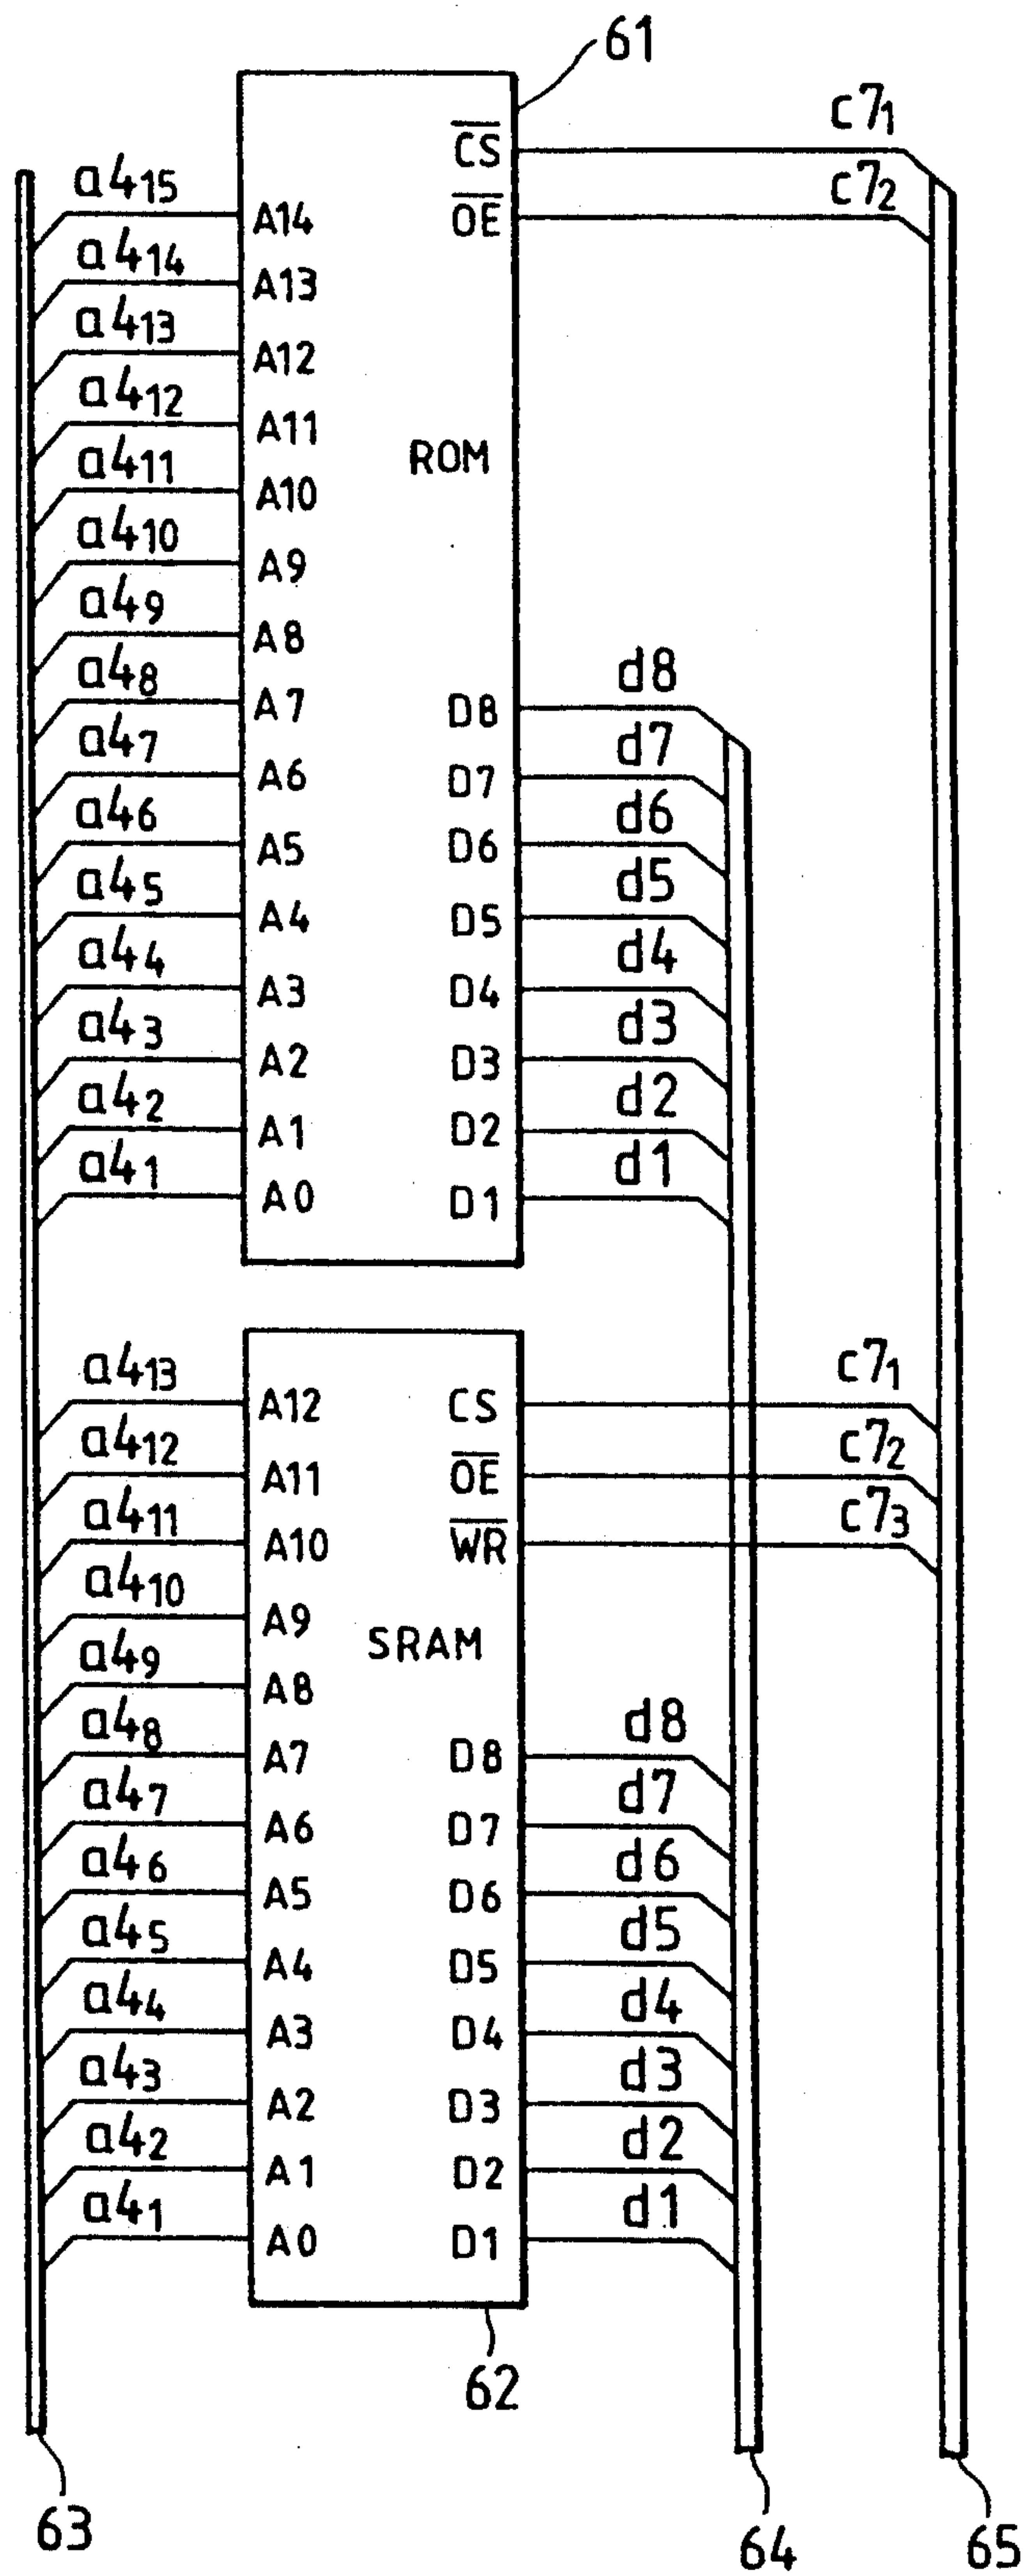 61
C̅S̅ c7₁
a4₁₅ A14 O̅E̅ c7₂
a4₁₄ A13
a4₁₃ A12
a4₁₂ A11
ROM
a4₁₁ A10
a4₁₀ A9
a4₉ A8
a4₈ A7 D8 d8
a4₇ A6 D7 d7
a4₆ A5 D6 d6
a4₅ A4 D5 d5
a4₄ A3 D4 d4
a4₃ A2 D3 d3
a4₂ A1 D2 d2
a4₁ A0 D1 d1
a4₁₃ A12 CS c7₁
a4₁₂ A11 O̅E̅ c7₂
a4₁₁ A10 W̅R̅ c7₃
a4₁₀ A9
SRAM
a4₉ A8
a4₈ A7 D8 d8
a4₇ A6 D7 d7
a4₆ A5 D6 d6
a4₅ A4 D5 d5
a4₄ A3 D4 d4
a4₃ A2 D3 d3
a4₂ A1 D2 d2
a4₁ A0 D1 d1
62
63 64 65